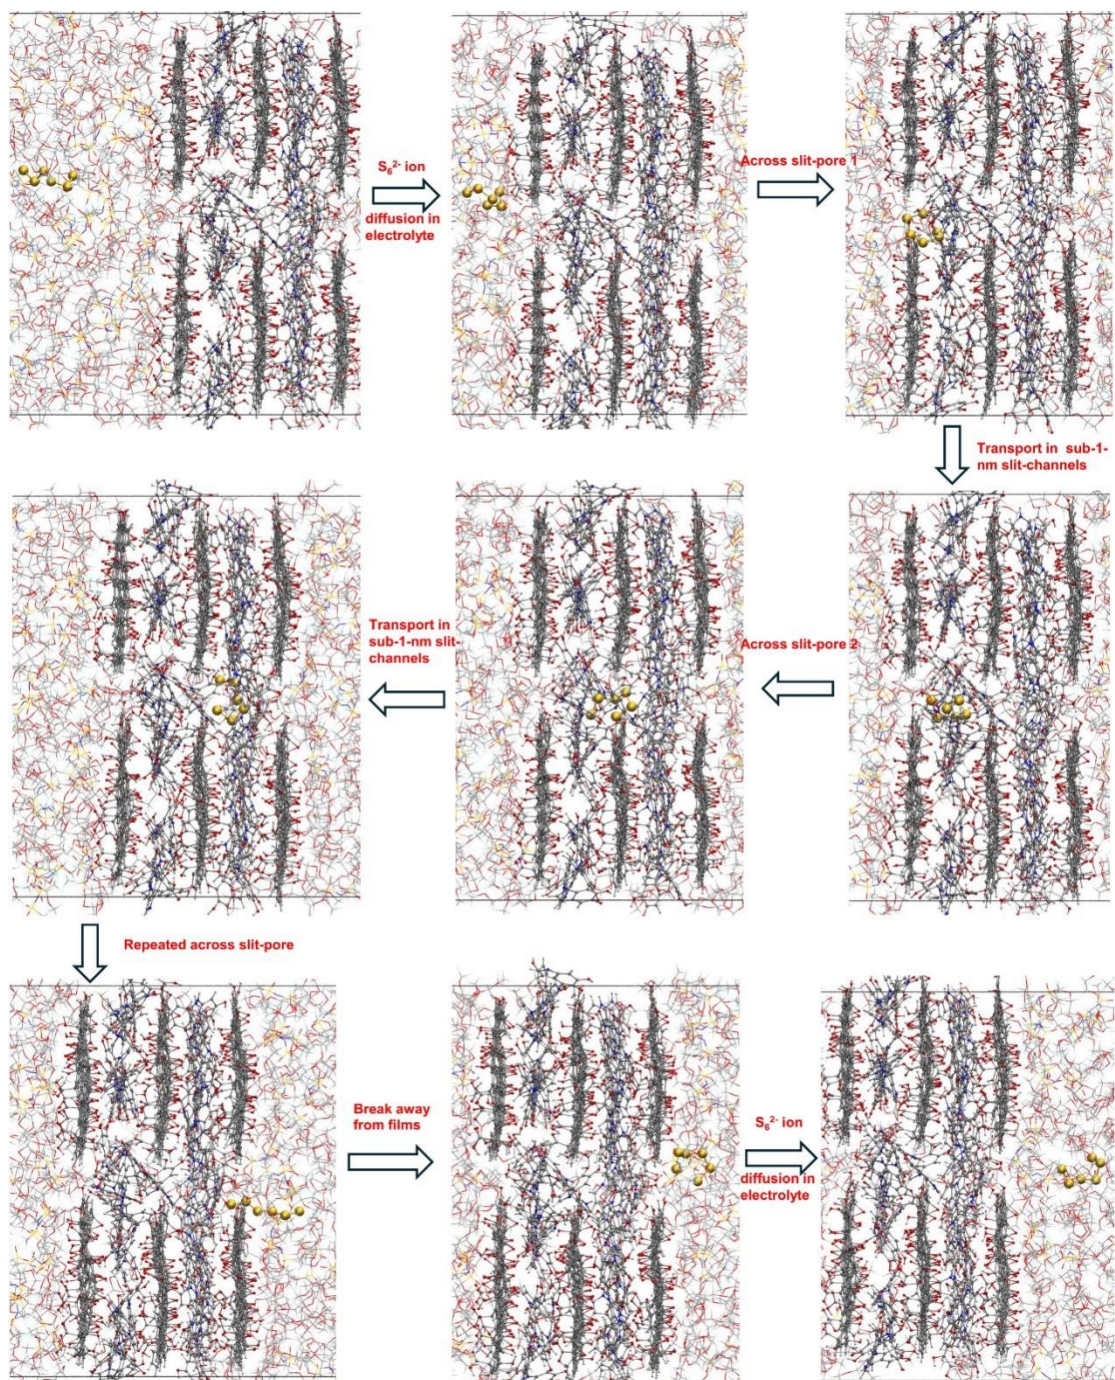 S₆²⁻ ion
diffusion in
electrolyte
Across slit-pore 1
Transport in sub-1-
nm slit-channels
Across slit-pore 2
Transport in
sub-1-nm slit-
channels
Repeated across slit-pore
Break away
from films
S₆²⁻ ion
diffusion in
electrolyte